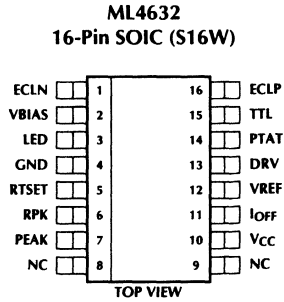 ML4632
16-Pin SOIC (S16W)
ECLN 1 16 ECLP
VBIAS 2 15 TTL
LED 3 14 PTAT
GND 4 13 DRV
RTSET 5 12 VREF
RPK 6 11 IOFF
PEAK 7 10 VCC
NC 8 9 NC
TOP VIEW